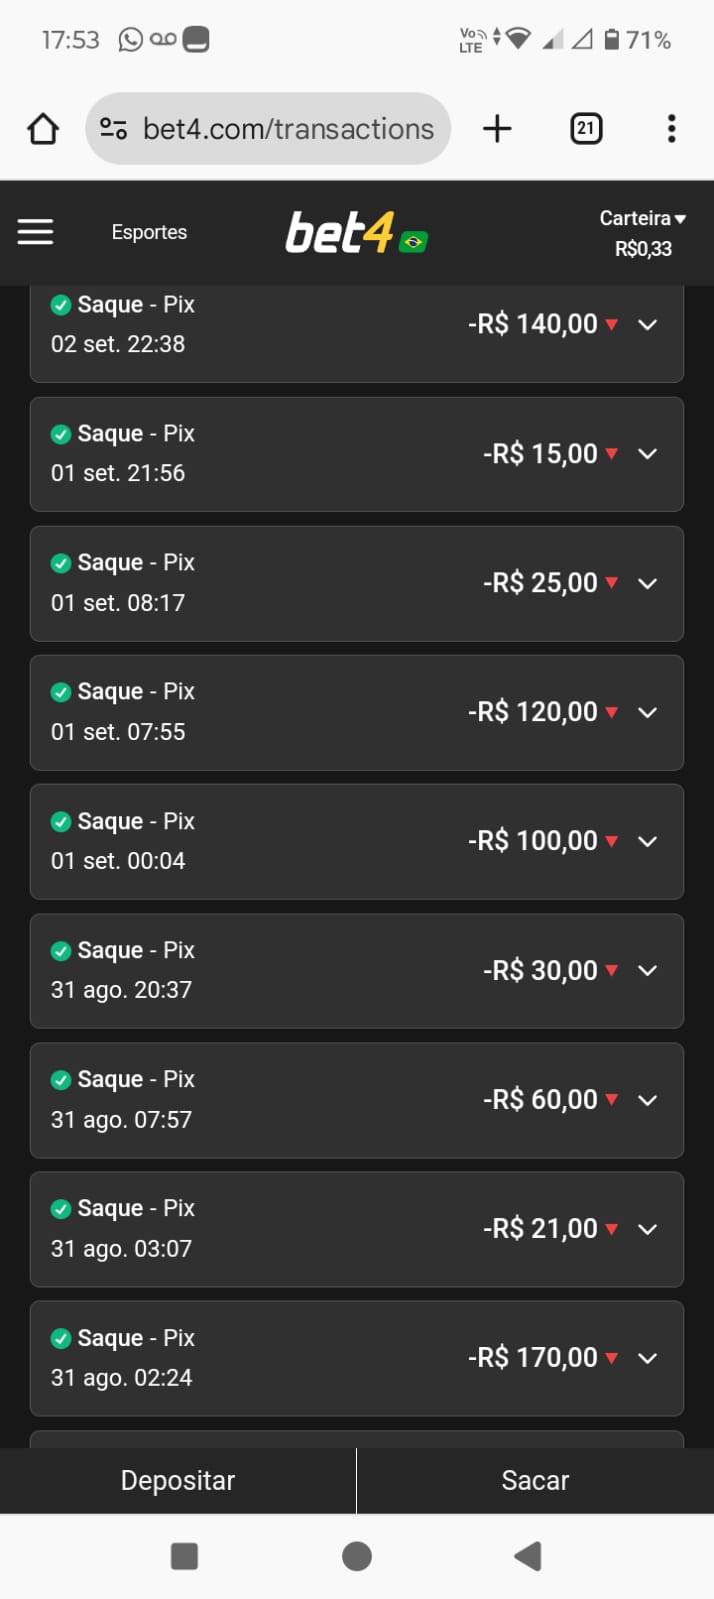 17:53
Vo
LTE
71%
bet4.com/transactions
21
Esportes
bet4
Carteira
R$0,33
Saque - Pix
-R$ 140,00
02 set. 22:38
Saque - Pix
-R$ 15,00
01 set. 21:56
Saque - Pix
-R$ 25,00
01 set. 08:17
Saque - Pix
-R$ 120,00
01 set. 07:55
Saque - Pix
-R$ 100,00
01 set. 00:04
Saque - Pix
-R$ 30,00
31 ago. 20:37
Saque - Pix
-R$ 60,00
31 ago. 07:57
Saque - Pix
-R$ 21,00
31 ago. 03:07
Saque - Pix
-R$ 170,00
31 ago. 02:24
Depositar
Sacar